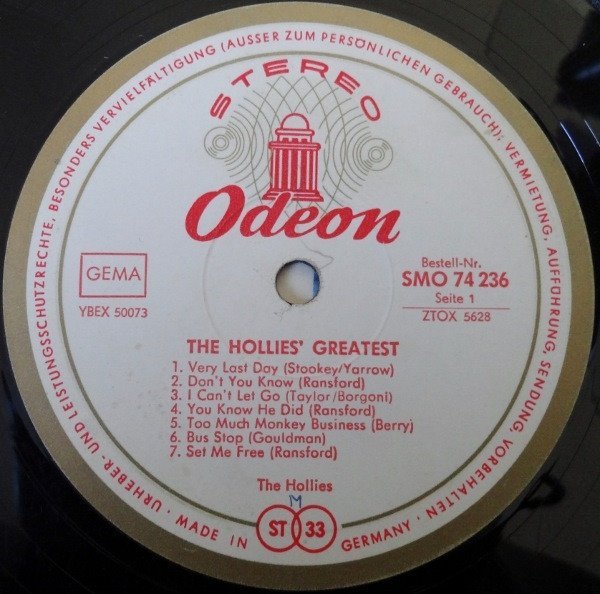 URHEBER- UND LEISTUNGSSCHUTZRECHTE, BESONDERS VERVIELFÄLTIGUNG (AUSSER ZUM PERSÖNLICHEN GEBRAUCH), VERMIETUNG, AUFFÜHRUNG, SENDUNG, VORBEHALTEN
STEREO
Odeon
GEMA
YBEX 50073
Bestell-Nr.
SMO 74 236
Seite 1
ZTOX 5628
THE HOLLIES' GREATEST
1. Very Last Day (Stookey/Yarrow)
2. Don't You Know (Ransford)
3. I Can't Let Go (Taylor/Borgoni)
4. You Know He Did (Ransford)
5. Too Much Monkey Business (Berry)
6. Bus Stop (Gouldman)
7. Set Me Free (Ransford)
The Hollies
M
ST 33
· MADE IN GERMANY ·